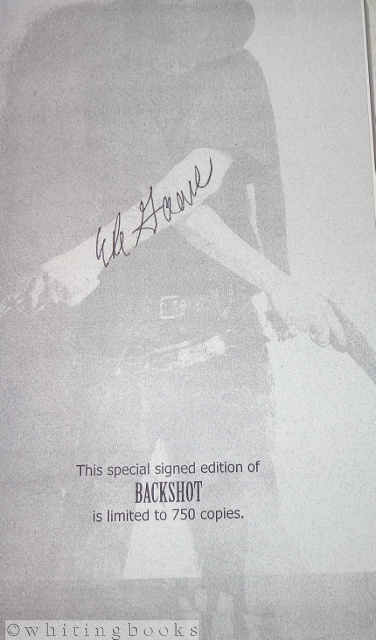 This special signed edition of
BACKSHOT
is limited to 750 copies.
©whitingbooks